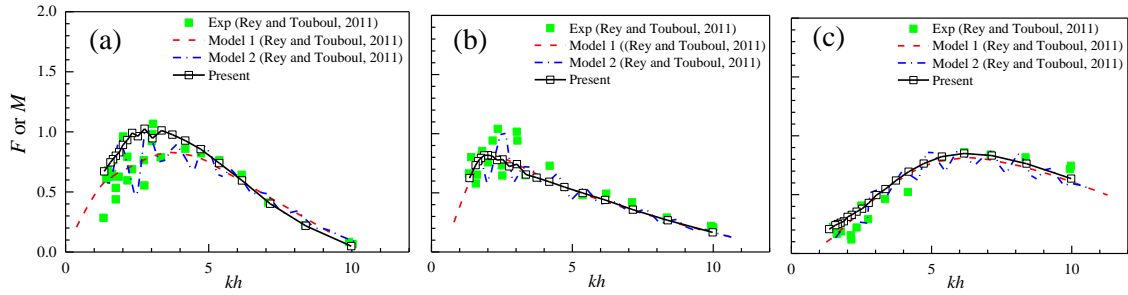 2.0
1.5
1.0
0.5
0.0
F or M
(a)
Exp (Rey and Touboul, 2011)
Model 1 (Rey and Touboul, 2011)
Model 2 (Rey and Touboul, 2011)
Present
0 5 10
kh
(b)
Exp (Rey and Touboul, 2011)
Model 1 ((Rey and Touboul, 2011)
Model 2 (Rey and Touboul, 2011)
Present
0 5 10
kh
(c)
Exp (Rey and Touboul, 2011)
Model 1 (Rey and Touboul, 2011)
Model 2 (Rey and Touboul, 2011)
Present
0 5 10
kh